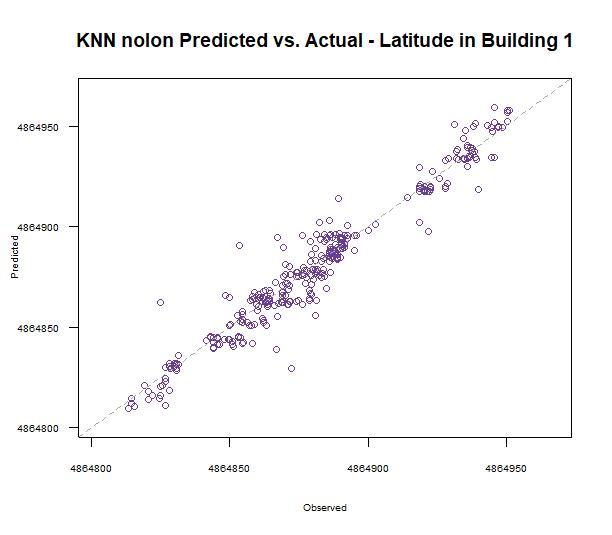 KNN nolon Predicted vs. Actual - Latitude in Building 1
4864950
4864900
4864850
4864800
Predicted
4864800 4864850 4864900 4864950
Observed